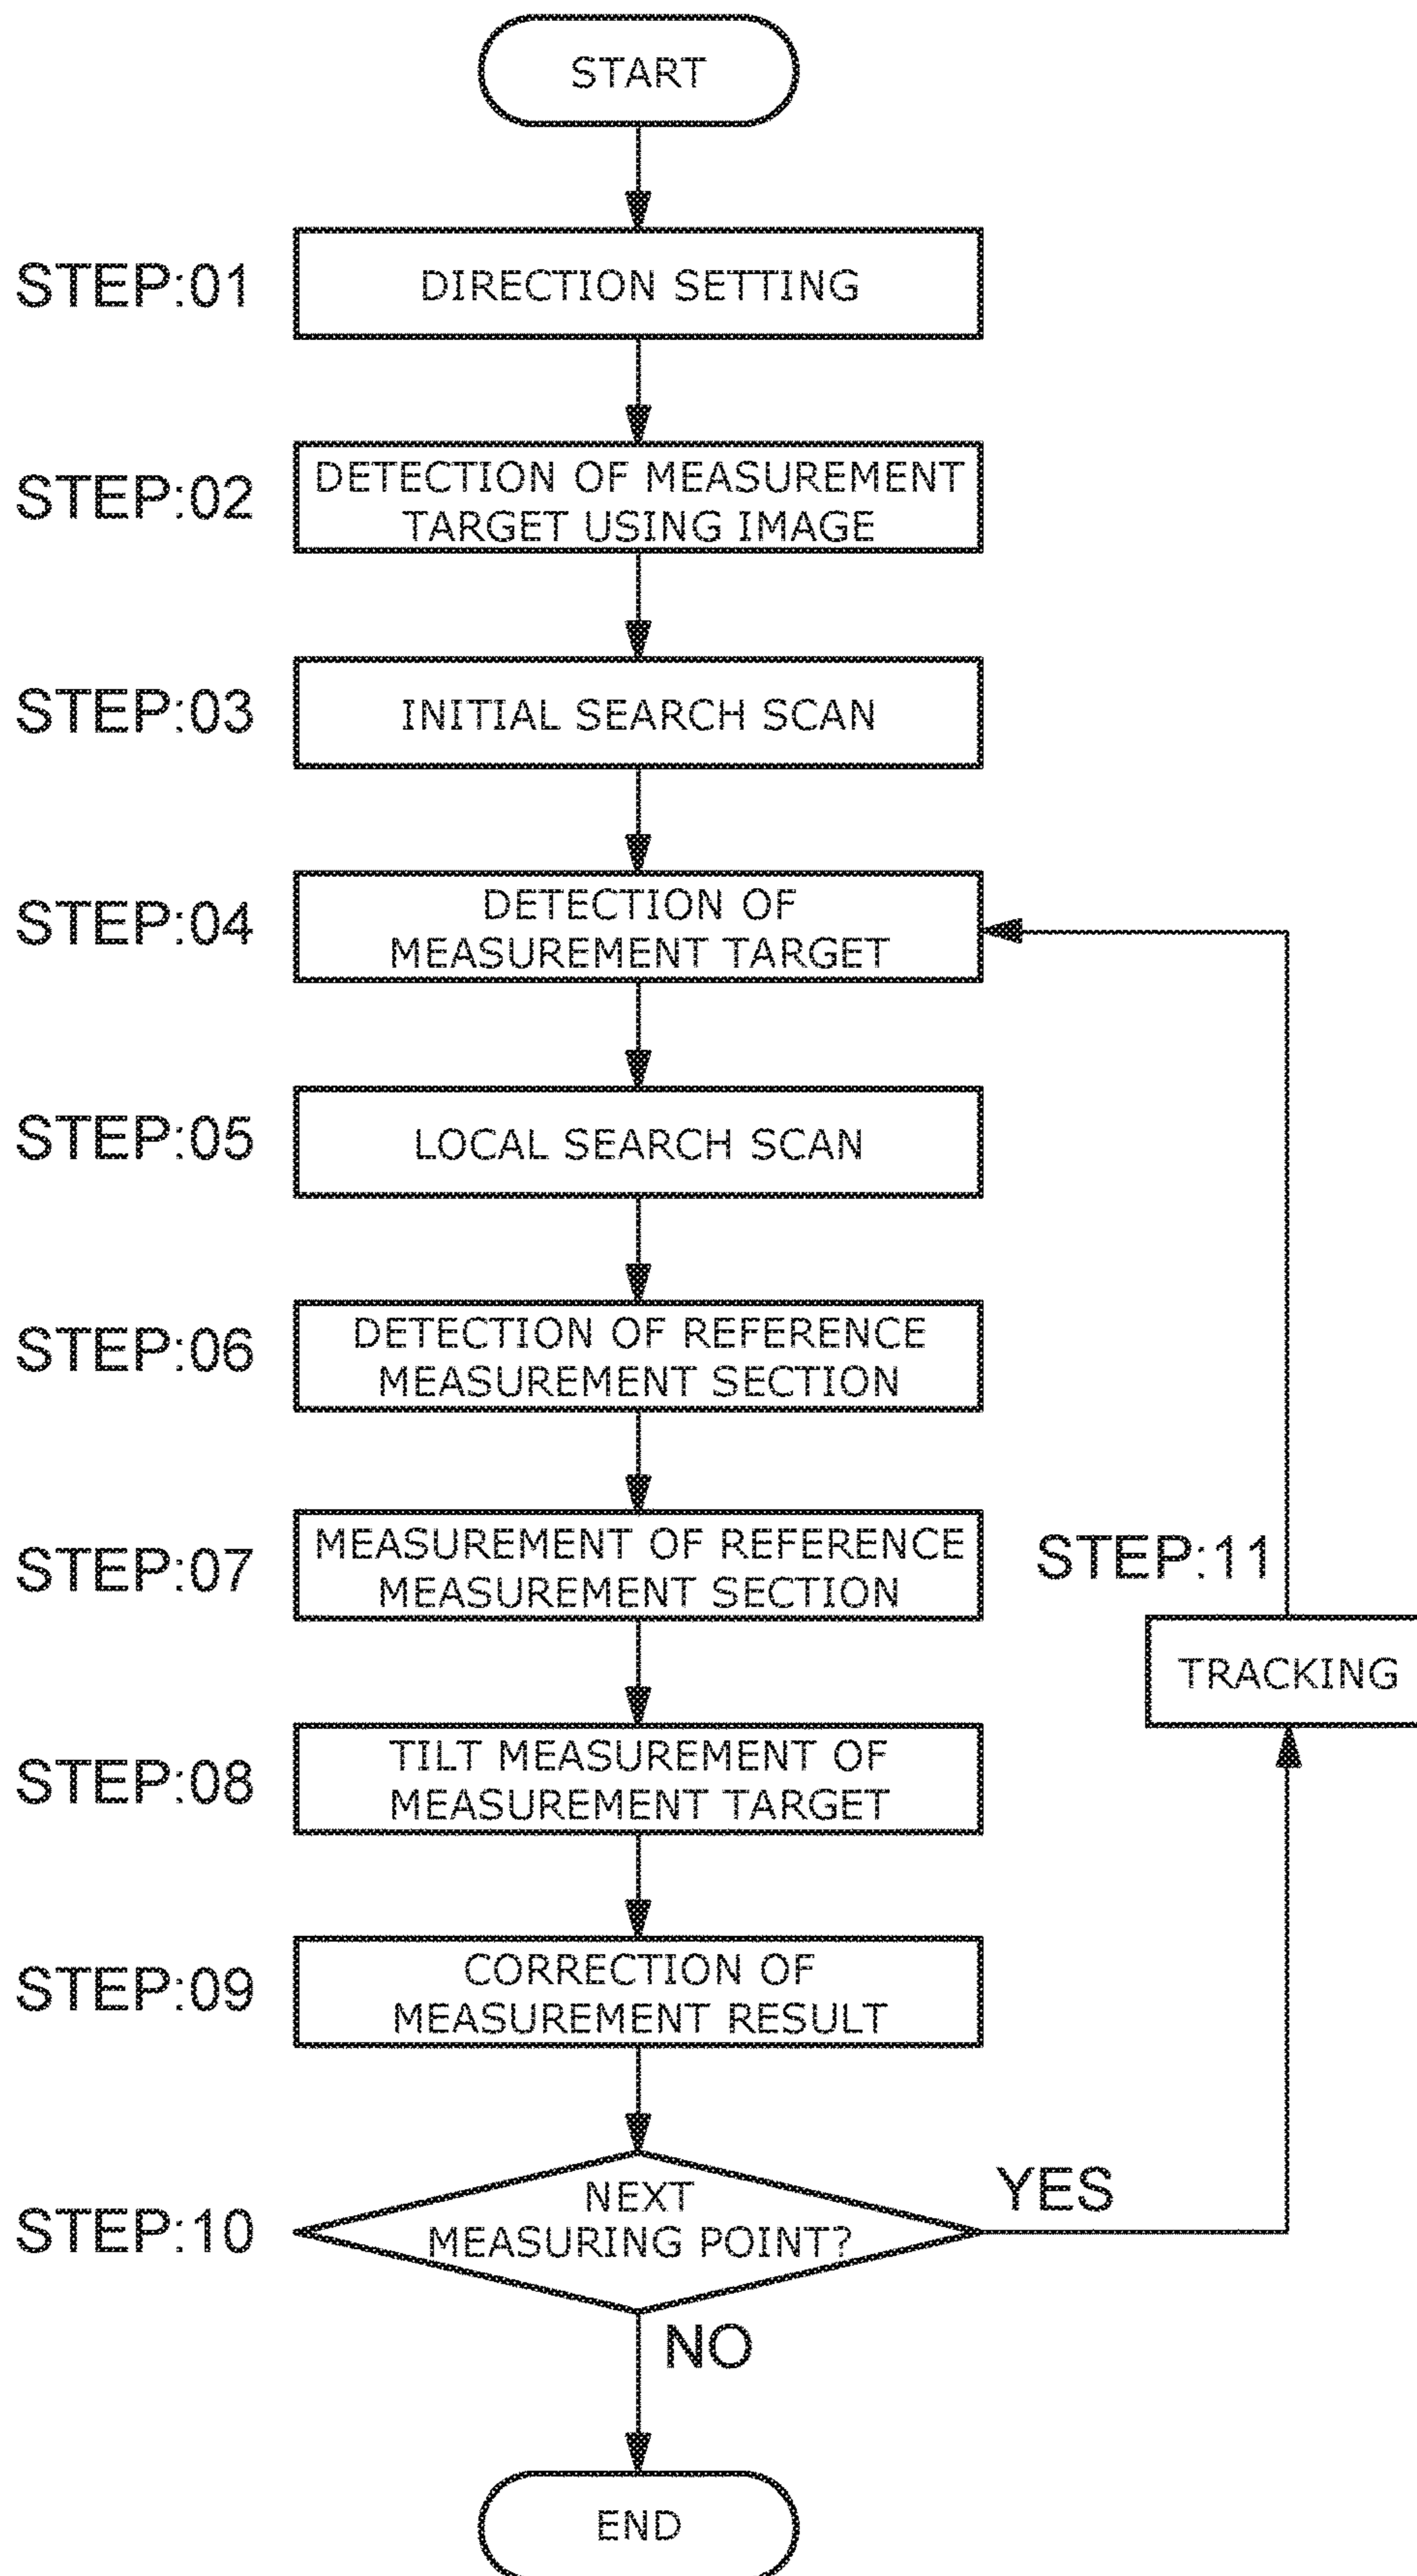 START
STEP:01
DIRECTION SETTING
STEP:02
DETECTION OF MEASUREMENT
TARGET USING IMAGE
STEP:03
INITIAL SEARCH SCAN
STEP:04
DETECTION OF
MEASUREMENT TARGET
STEP:05
LOCAL SEARCH SCAN
STEP:06
DETECTION OF REFERENCE
MEASUREMENT SECTION
STEP:07
MEASUREMENT OF REFERENCE
MEASUREMENT SECTION
STEP:11
TRACKING
STEP:08
TILT MEASUREMENT OF
MEASUREMENT TARGET
STEP:09
CORRECTION OF
MEASUREMENT RESULT
STEP:10
NEXT
MEASURING POINT?
YES
NO
END